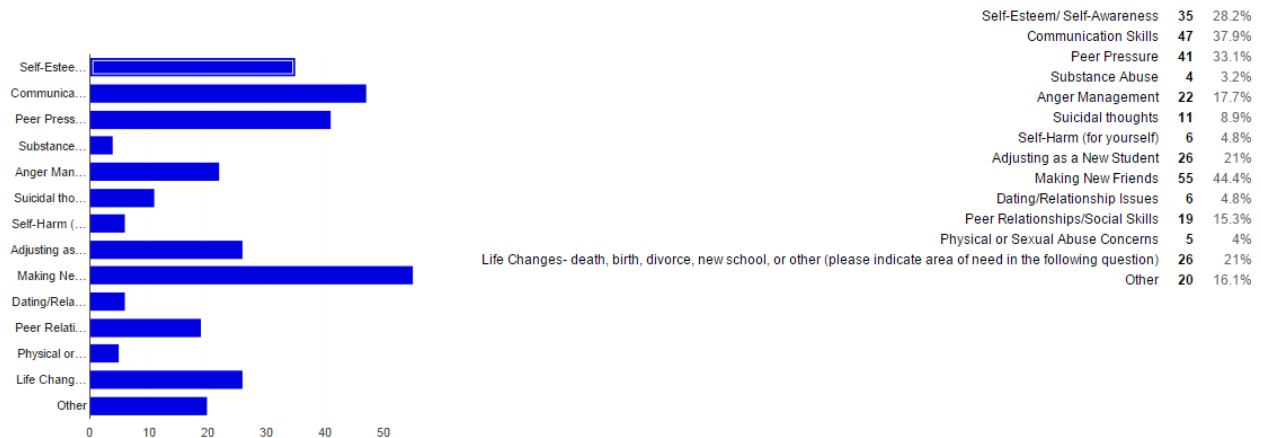 Self-Estee...
Communica...
Peer Press...
Substance...
Anger Man...
Suicidal tho...
Self-Harm (...
Adjusting as...
Making Ne...
Dating/Rela...
Peer Relati...
Physical or...
Life Chang...
Other
0 10 20 30 40 50
Self-Esteem/ Self-Awareness 35 28.2%
Communication Skills 47 37.9%
Peer Pressure 41 33.1%
Substance Abuse 4 3.2%
Anger Management 22 17.7%
Suicidal thoughts 11 8.9%
Self-Harm (for yourself) 6 4.8%
Adjusting as a New Student 26 21%
Making New Friends 55 44.4%
Dating/Relationship Issues 6 4.8%
Peer Relationships/Social Skills 19 15.3%
Physical or Sexual Abuse Concerns 5 4%
Life Changes- death, birth, divorce, new school, or other (please indicate area of need in the following question) 26 21%
Other 20 16.1%